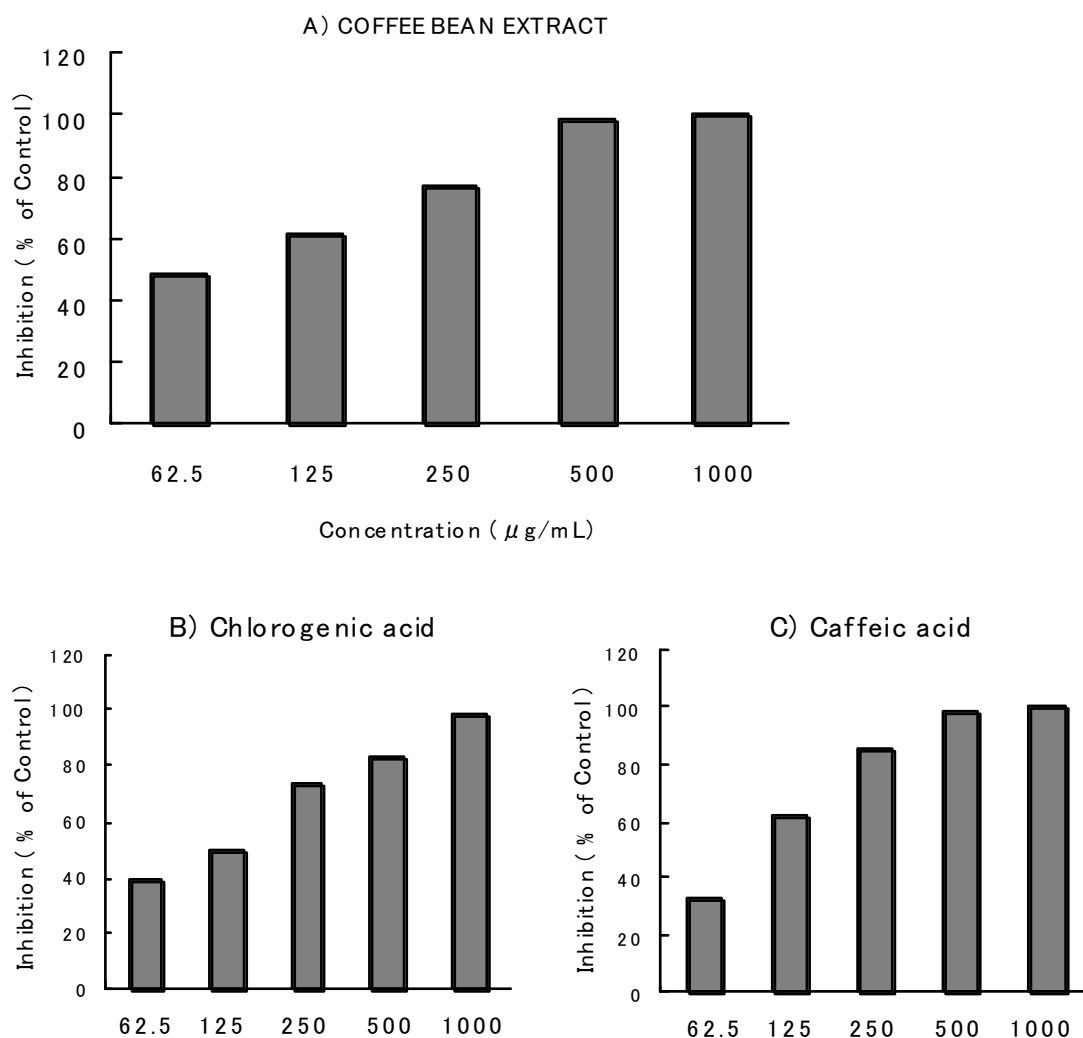 A) COFFEE BEAN EXTRACT
120
100
80
60
40
20
0
Inhibition ( % of Control)
62.5 125 250 500 1000
Concentration ( μg/mL)
B) Chlorogenic acid
120
100
80
60
40
20
0
Inhibition ( % of Control)
62.5 125 250 500 1000
C) Caffeic acid
120
100
80
60
40
20
0
Inhibition ( % of Control)
62.5 125 250 500 1000